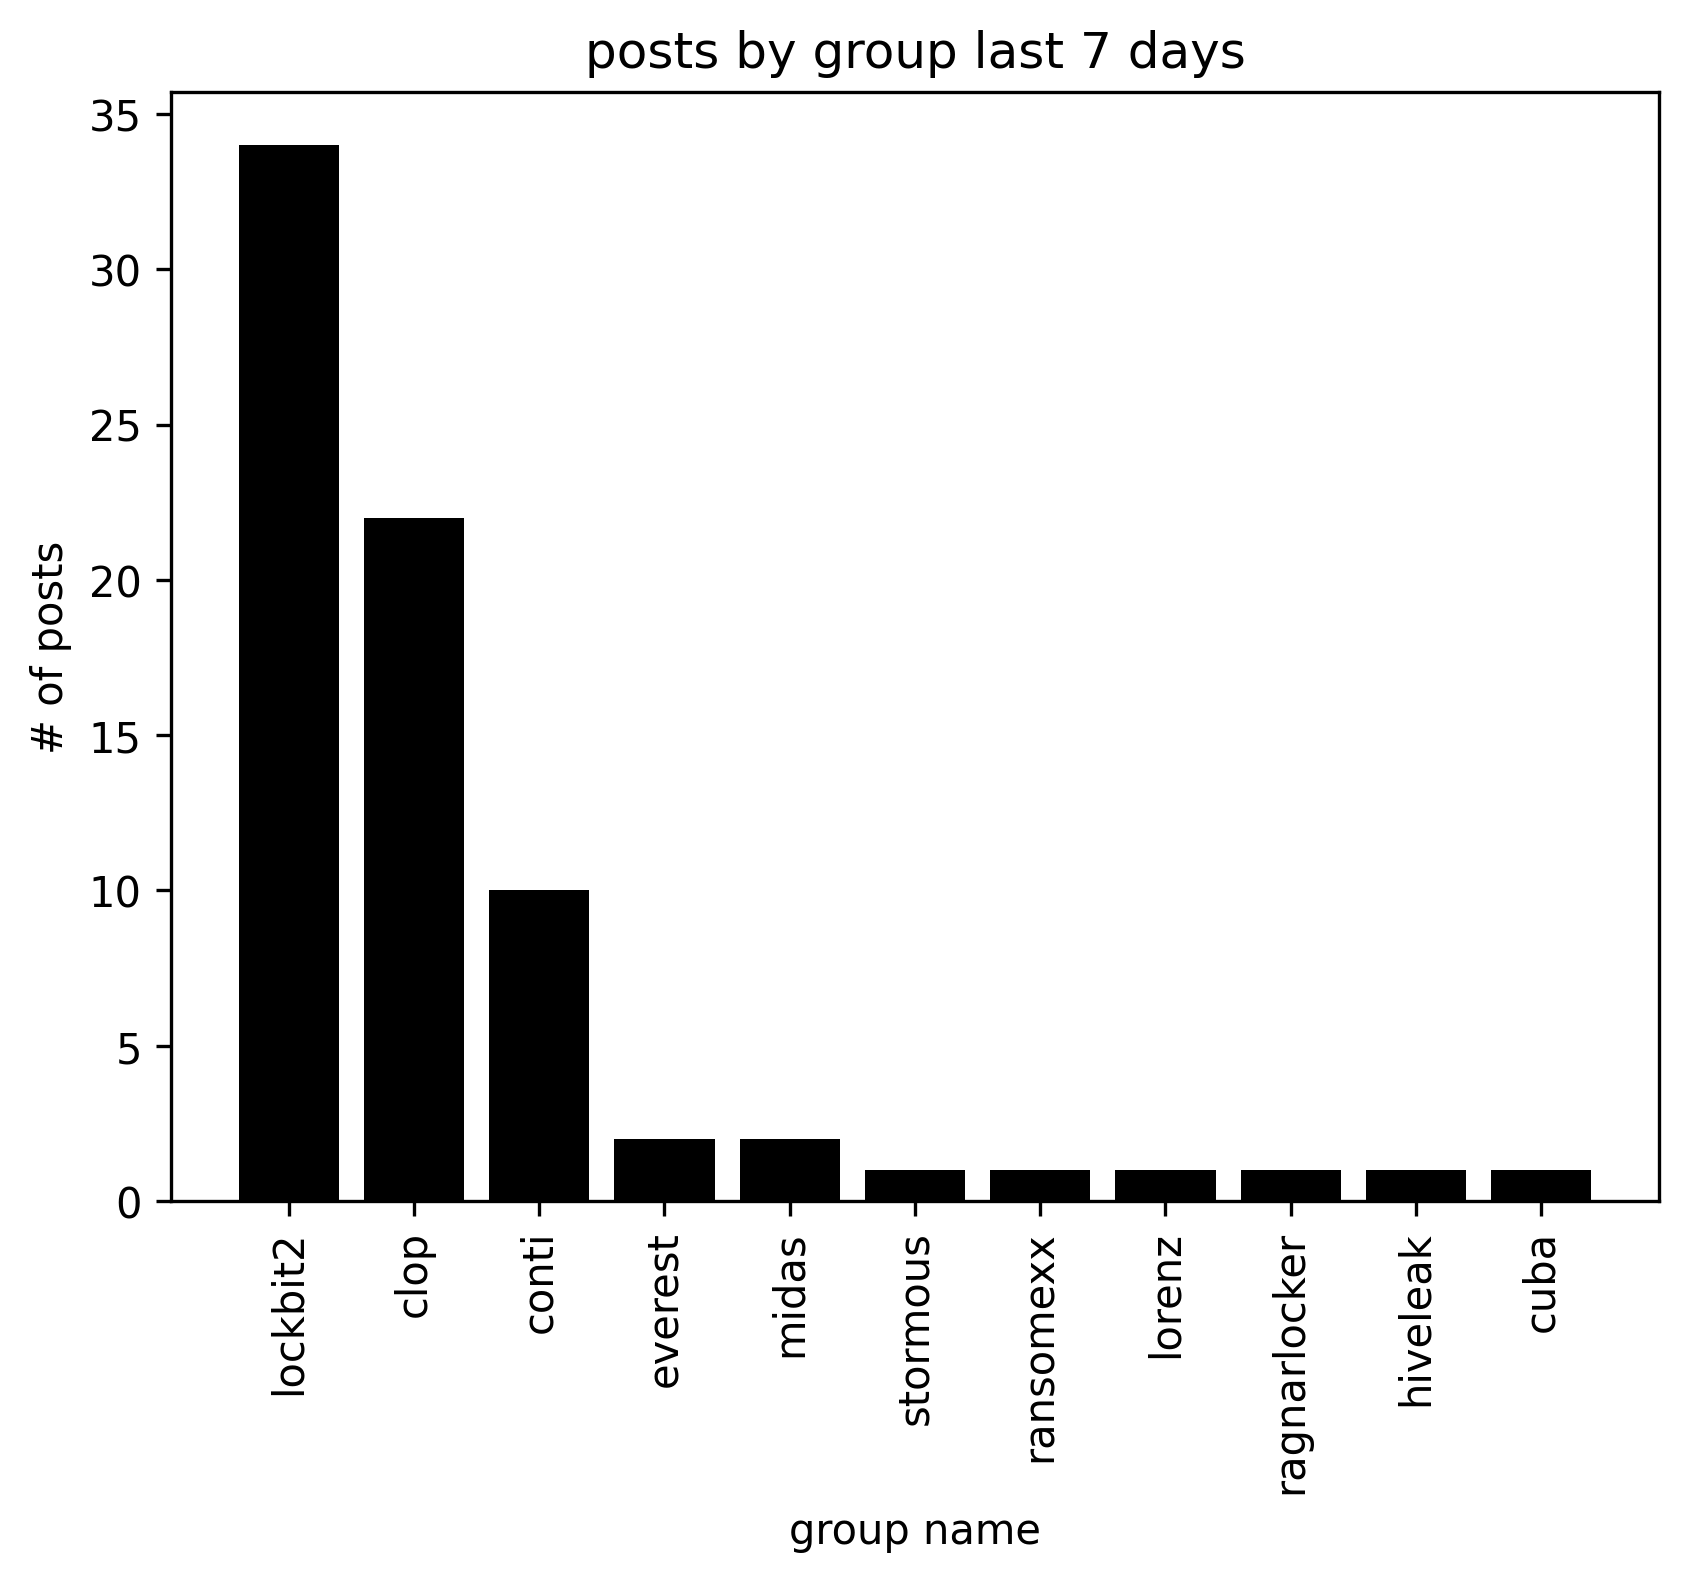 posts by group last 7 days
35
30
25
20
15
10
5
0
# of posts
lockbit2
clop
conti
everest
midas
stormous
ransomexx
lorenz
ragnarlocker
hiveleak
cuba
group name